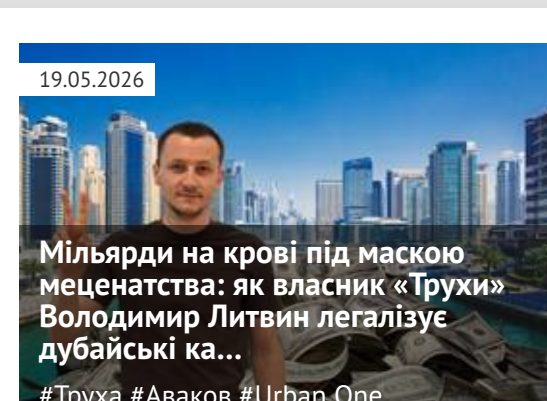 19.05.2026
Мільярди на крові під маскою
меценатства: як власник «Трухи»
Володимир Литвин легалізує
дубайські ка...
#Труха #Аваков #Urban One